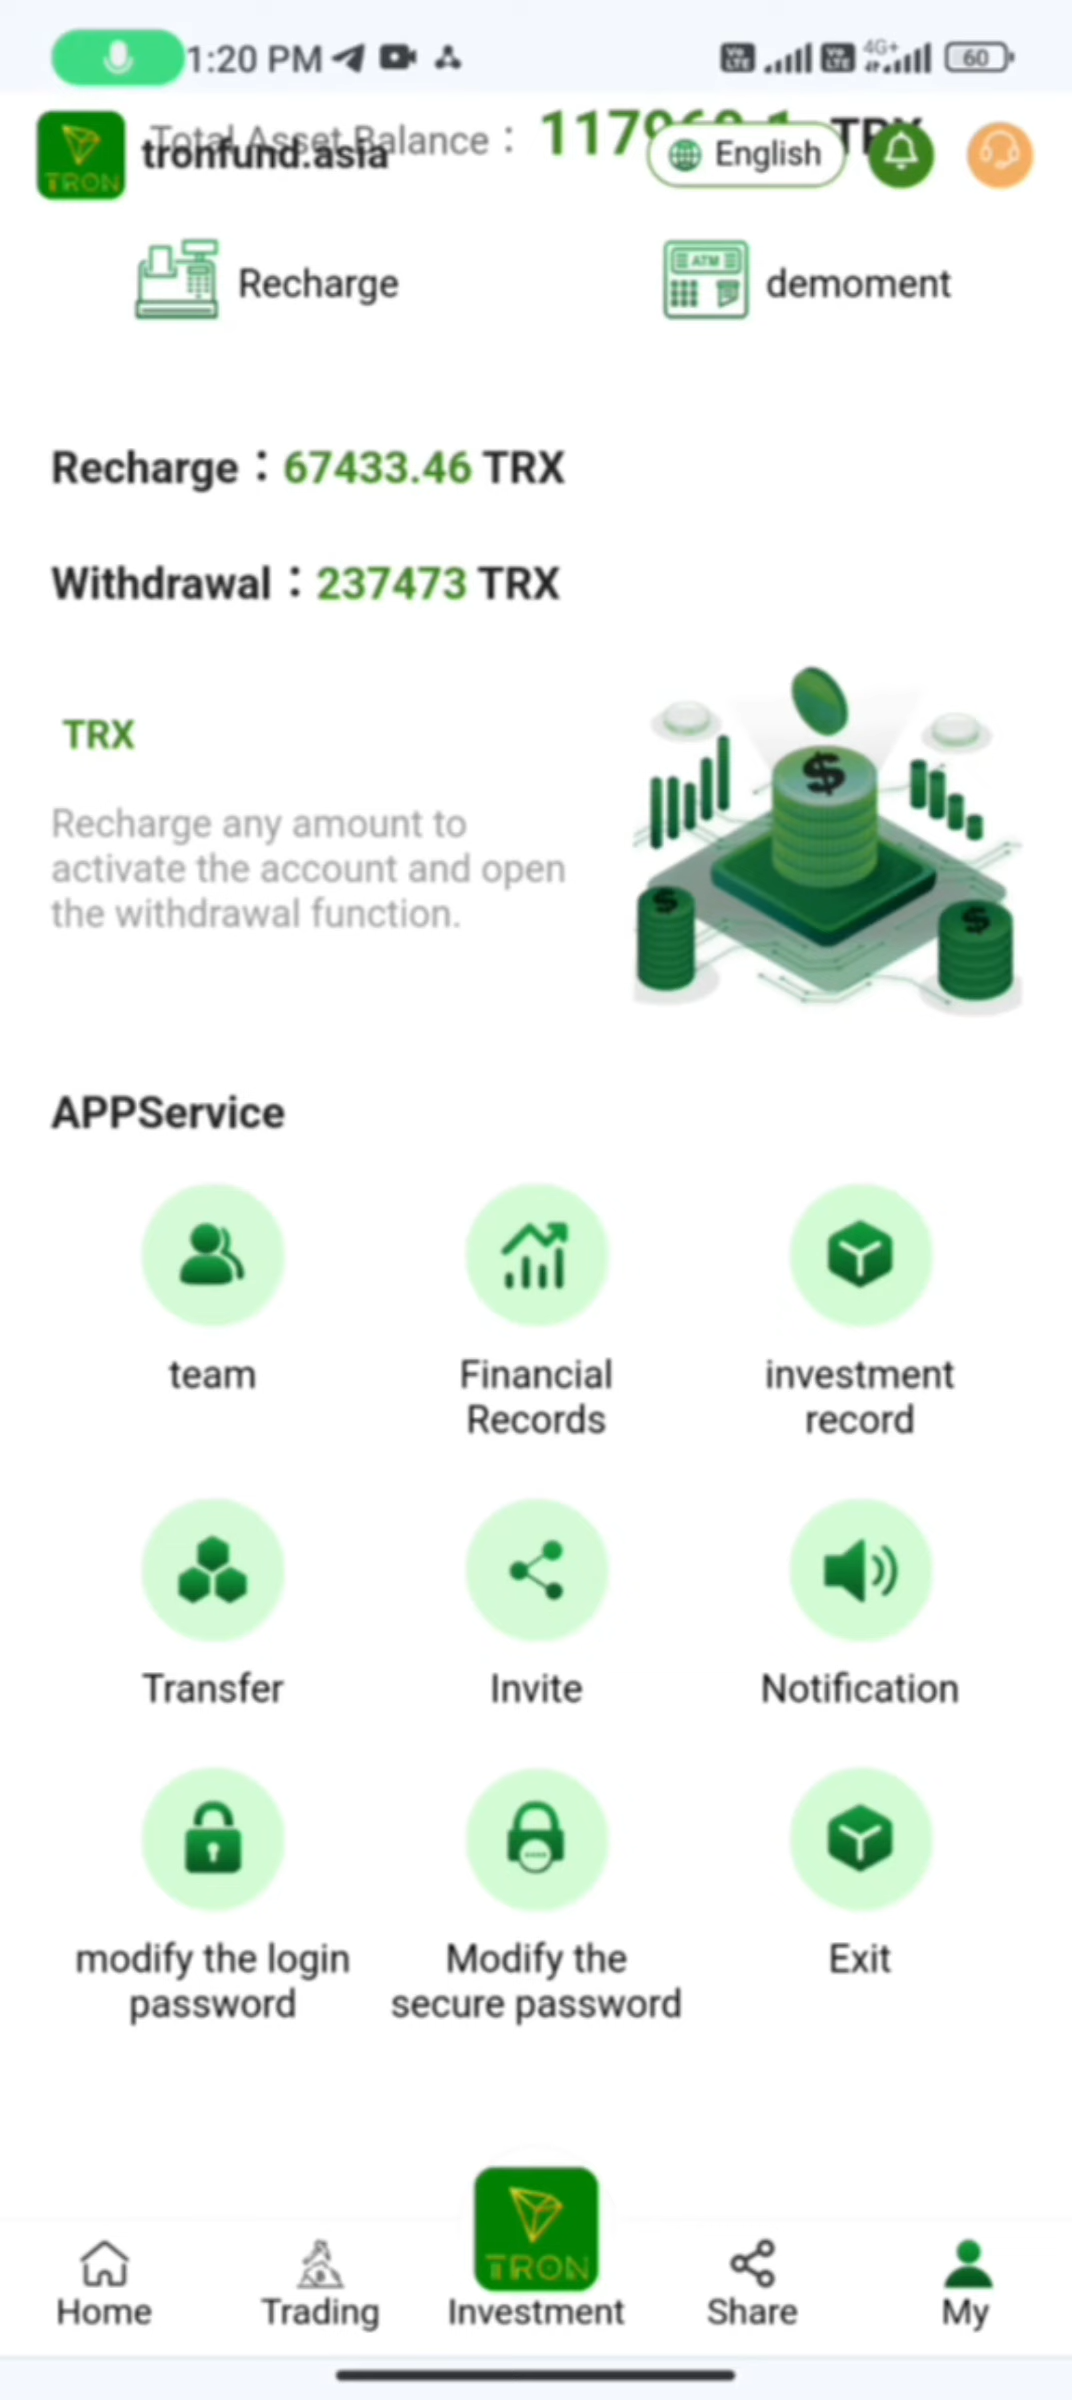 1:20 PM
4G+
60
Total Asset Balance :
TRX
TRON
tronfund.asia
English
Recharge
ATM
demoment
Recharge : 67433.46 TRX
Withdrawal : 237473 TRX
TRX
Recharge any amount to
activate the account and open
the withdrawal function.
APPService
team
Financial
Records
investment
record
Transfer
Invite
Notification
modify the login
password
Modify the
secure password
Exit
TRON
Home
Trading
Investment
Share
My